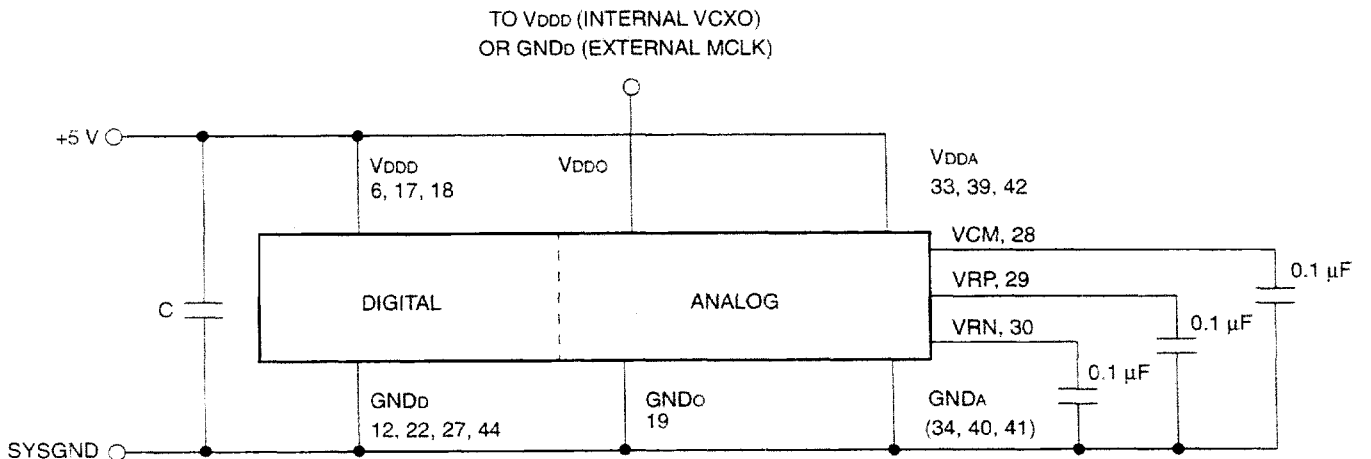 TO VDDD (INTERNAL VCXO)
OR GNDD (EXTERNAL MCLK)
+5 V
VDDD
6, 17, 18
VDDO
VDDA
33, 39, 42
VCM, 28
0.1 µF
VRP, 29
0.1 µF
VRN, 30
0.1 µF
C
DIGITAL
ANALOG
GNDD
12, 22, 27, 44
GNDO
19
GNDA
(34, 40, 41)
SYSGND